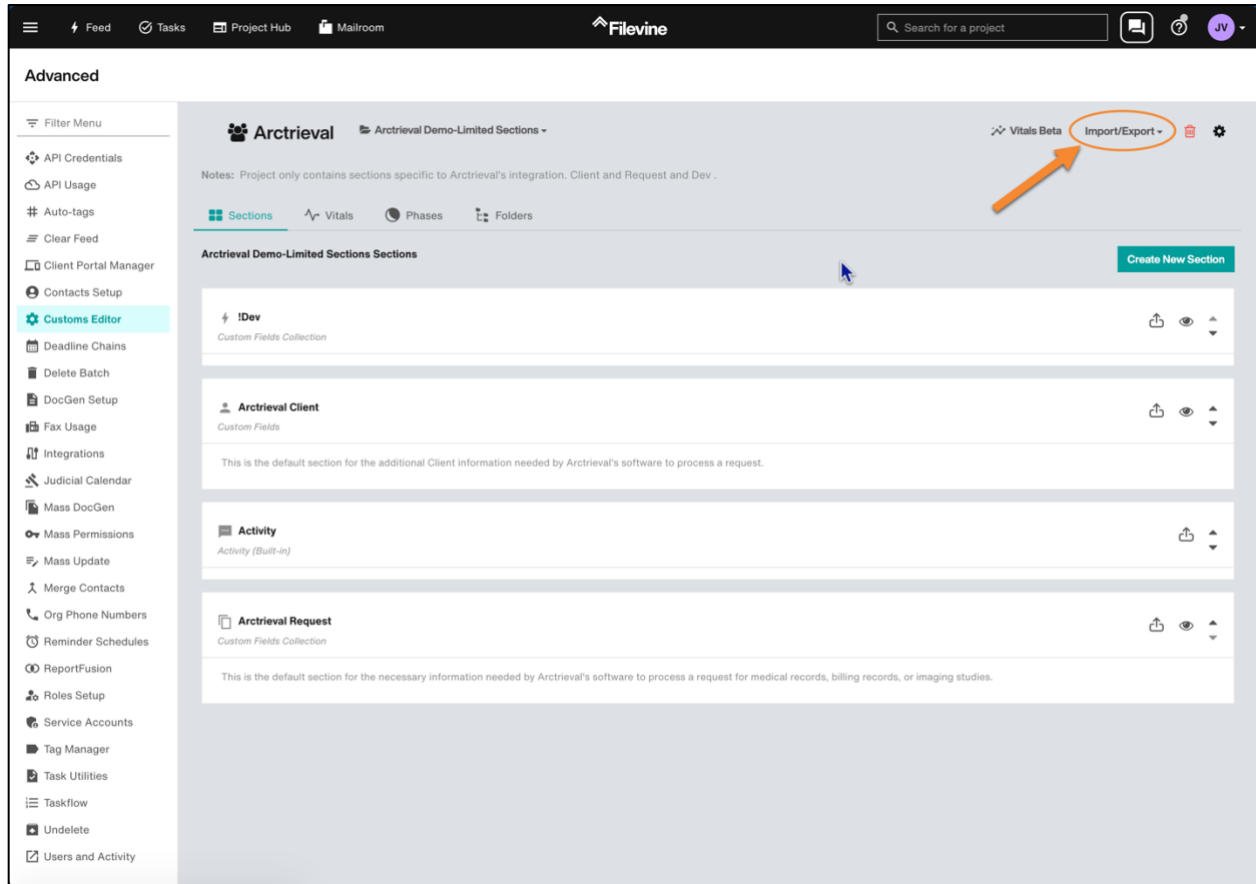 Feed Tasks Project Hub Mailroom Filevine Search for a project JV
Advanced
Filter Menu
API Credentials
API Usage
Auto-tags
Clear Feed
Client Portal Manager
Contacts Setup
Customs Editor
Deadline Chains
Delete Batch
DocGen Setup
Fax Usage
Integrations
Judicial Calendar
Mass DocGen
Mass Permissions
Mass Update
Merge Contacts
Org Phone Numbers
Reminder Schedules
ReportFusion
Roles Setup
Service Accounts
Tag Manager
Task Utilities
Taskflow
Undelete
Users and Activity
Arctrieval Arctrieval Demo-Limited Sections Vitals Beta Import/Export
Notes: Project only contains sections specific to Arctrieval's integration. Client and Request and Dev .
Sections Vitals Phases Folders
Arctrieval Demo-Limited Sections Sections Create New Section
!Dev
Custom Fields Collection
Arctrieval Client
Custom Fields
This is the default section for the additional Client information needed by Arctrieval's software to process a request.
Activity
Activity (Built-in)
Arctrieval Request
Custom Fields Collection
This is the default section for the necessary information needed by Arctrieval's software to process a request for medical records, billing records, or imaging studies.